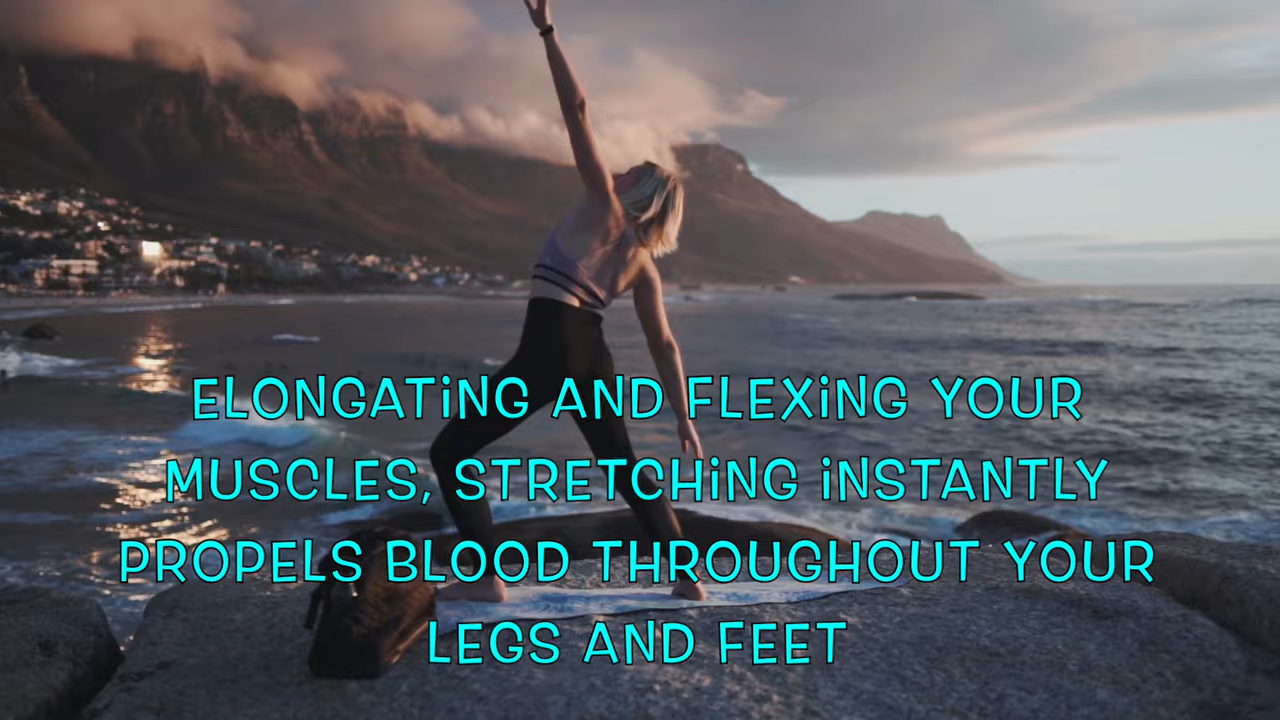 ELONGATiNG AND FLEXiNG YOUR
MUSCLES, STRETCHiNG iNSTANTLY
PROPELS BLOOD THROUGHOUT YOUR
LEGS AND FEET